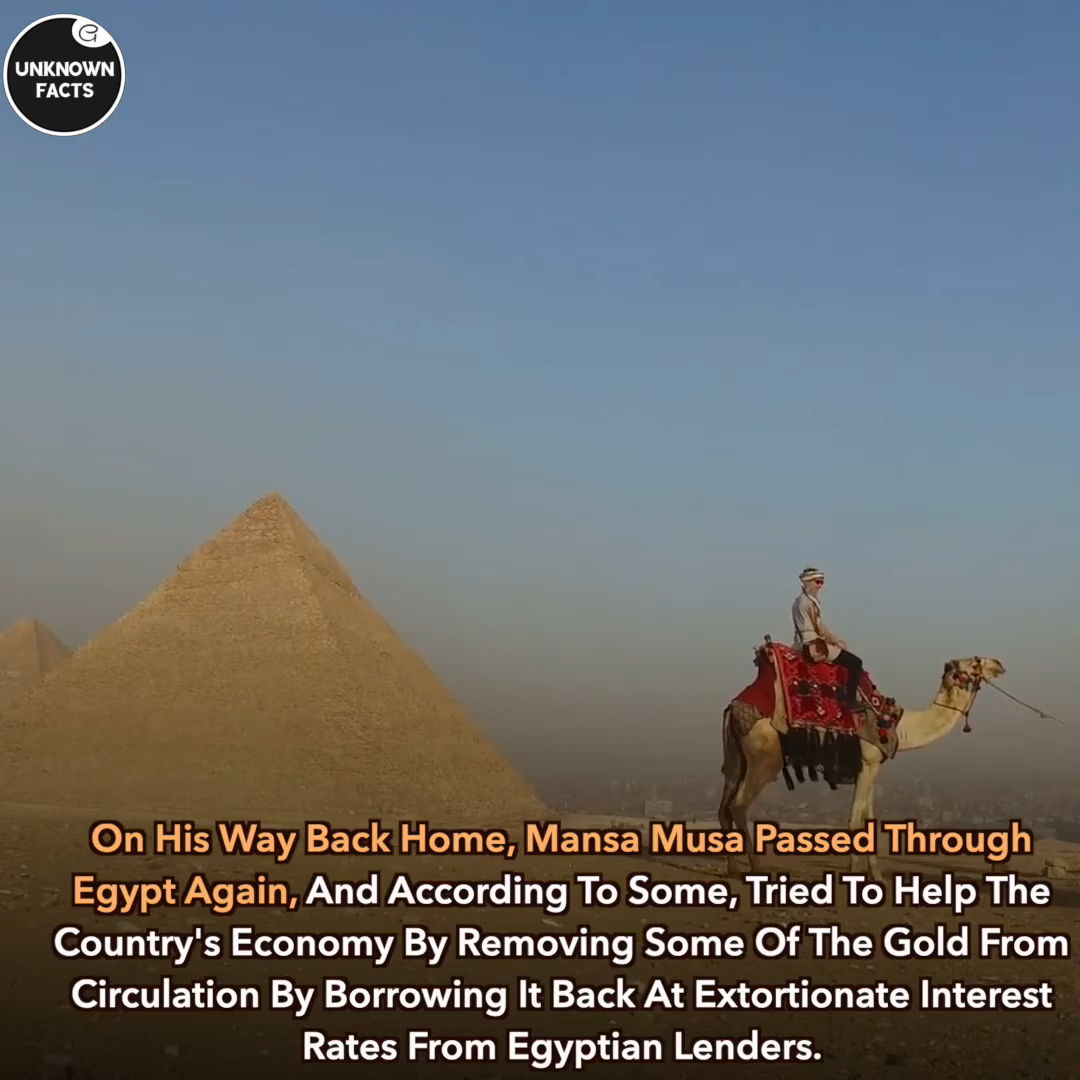 G
UNKNOWN
FACTS
On His Way Back Home, Mansa Musa Passed Through
Egypt Again, And According To Some, Tried To Help The
Country's Economy By Removing Some Of The Gold From
Circulation By Borrowing It Back At Extortionate Interest
Rates From Egyptian Lenders.